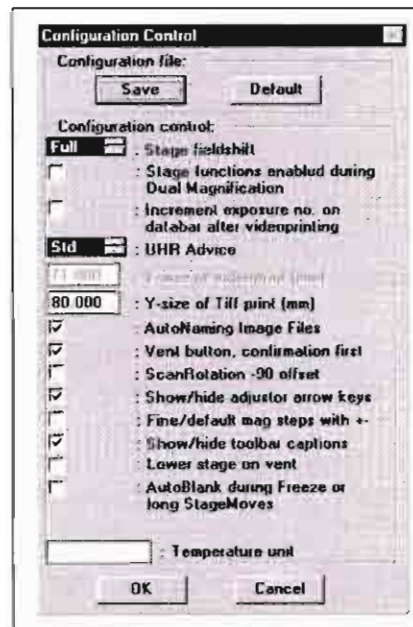 Configuration Control
Configuration file:
Save Default
Configuration control:
Full : Stage fieldshift
: Stage functions enabled during
Dual Magnification
: Increment exposure no. on
databar after videoprinting
Std : UHR Advice
80.000 : Y-size of Tiff print (mm)
: AutoNaming Image Files
: Vent button, confirmation first
: ScanRotation -90 offset
: Show/hide adjustor arrow keys
: Fine/default mag steps with +-
: Show/hide toolbar captions
: Lower stage on vent
: AutoBlank during Freeze or
long StageMoves
: Temperature unit
OK Cancel